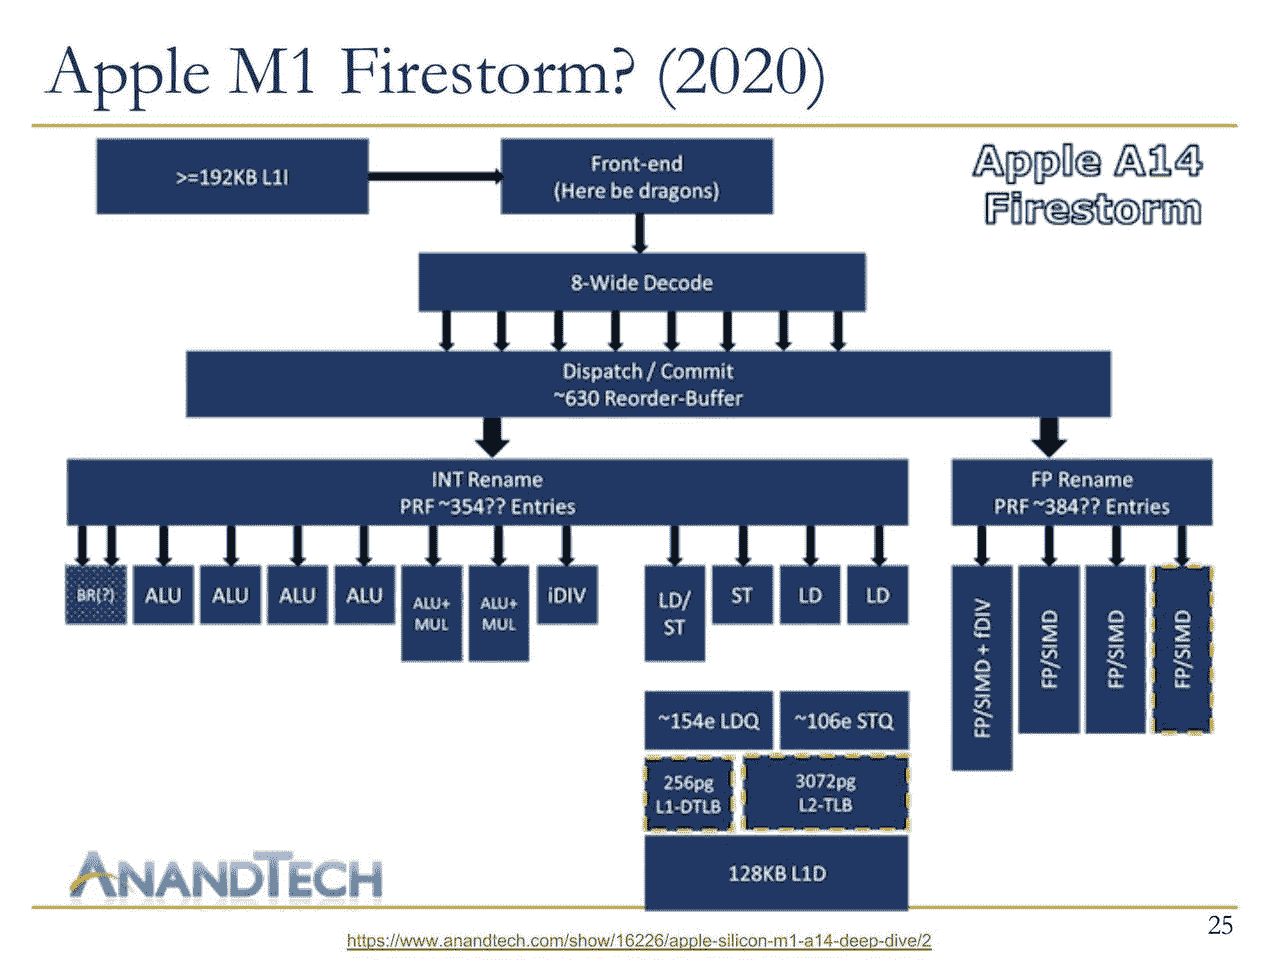 Apple M1 Firestorm? (2020)
>=192KB L1I
Front-end
(Here be dragons)
Apple A14
Firestorm
8-Wide Decode
Dispatch / Commit
~630 Reorder-Buffer
INT Rename
PRF ~354?? Entries
FP Rename
PRF ~384?? Entries
BR(?)
ALU
ALU
ALU
ALU
ALU+
MUL
ALU+
MUL
iDIV
LD/
ST
ST
LD
LD
FP/SIMD + fDIV
FP/SIMD
FP/SIMD
FP/SIMD
~154e LDQ
~106e STQ
256pg
L1-DTLB
3072pg
L2-TLB
128KB L1D
ANANDTECH
https://www.anandtech.com/show/16226/apple-silicon-m1-a14-deep-dive/2
25